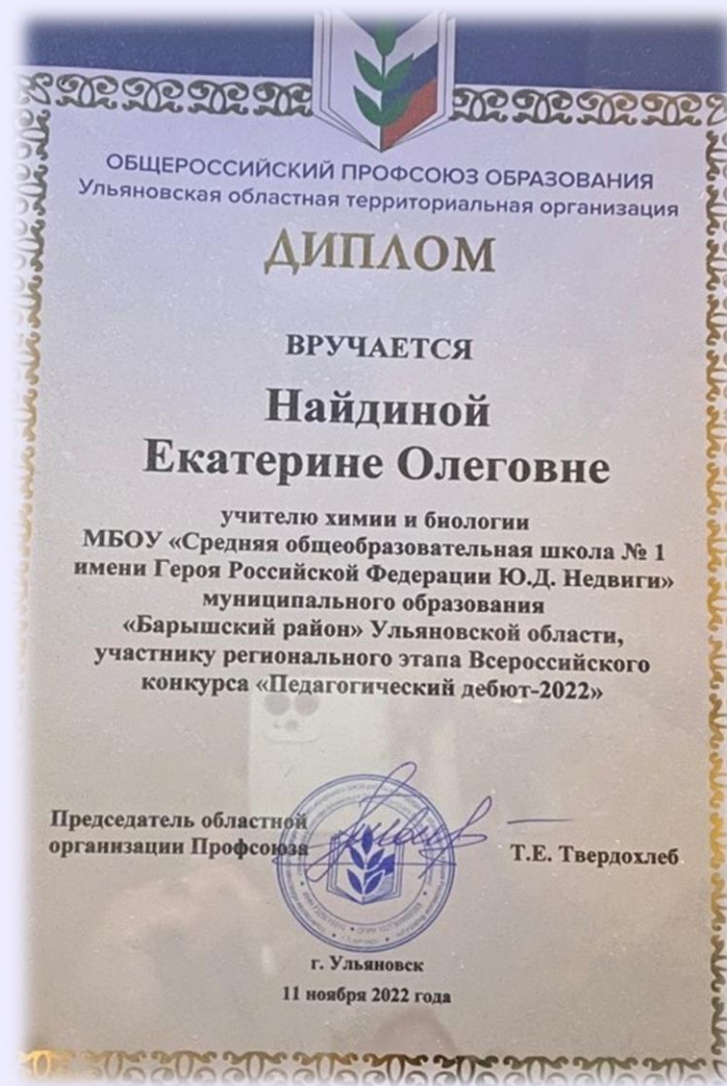 ОБЩЕРОССИЙСКИЙ ПРОФСОЮЗ ОБРАЗОВАНИЯ
Ульяновская областная территориальная организация
ДИПЛОМ
ВРУЧАЕТСЯ
Найдиной
Екатерине Олеговне
учителю химии и биологии
МБОУ «Средняя общеобразовательная школа № 1
имени Героя Российской Федерации Ю.Д. Недвиги»
муниципального образования
«Барышский район» Ульяновской области,
участнику регионального этапа Всероссийского
конкурса «Педагогический дебют-2022»
Председатель областной
организации Профсоюза
Т.Е. Твердохлеб
г. Ульяновск
11 ноября 2022 года